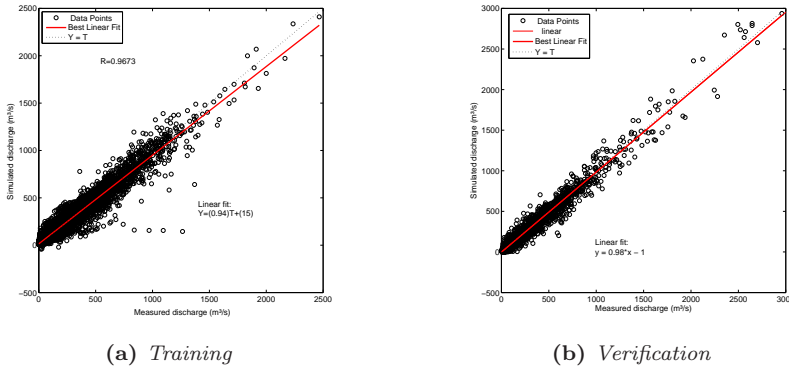 2500
Data Points
Best Linear Fit
Y = T
R=0.9673
2000
1500
1000
500
0
−500
Simulated discharge (m³/s)
Linear fit:
Y=(0.94)T+(15)
0 500 1000 1500 2000 2500
Measured discharge (m³/s)
(a) Training
3000
Data Points
linear
Best Linear Fit
Y = T
2500
2000
1500
1000
500
0
−500
Simulated discharge (m³/s)
Linear fit:
y = 0.98*x − 1
0 500 1000 1500 2000 2500 300
Measured discharge (m³/s)
(b) Verification